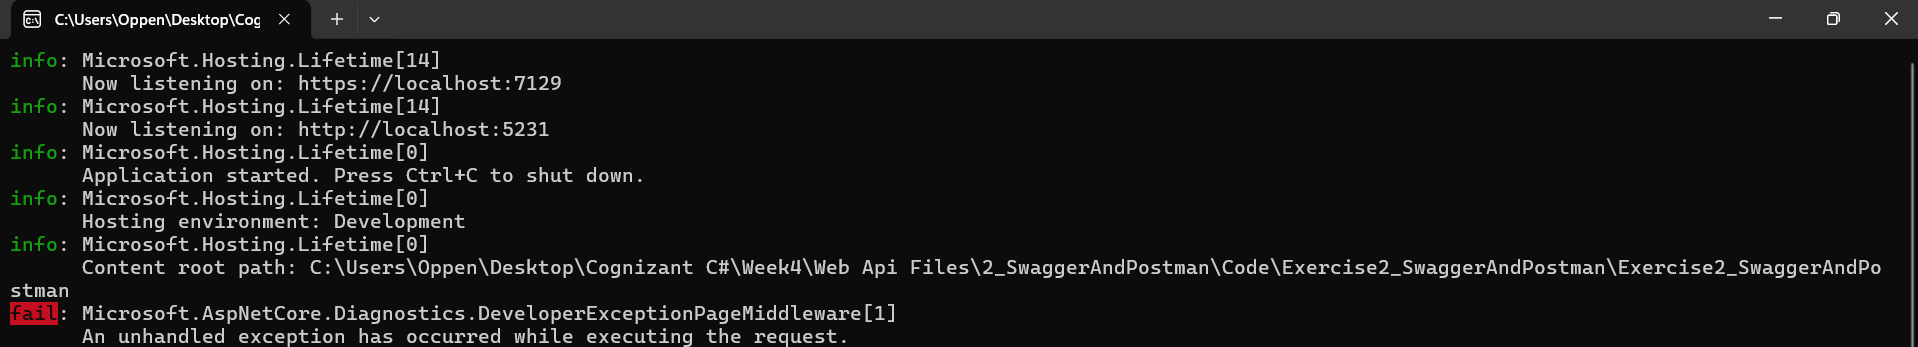 C:\Users\Oppen\Desktop\Cog
info: Microsoft.Hosting.Lifetime[14]
Now listening on: https://localhost:7129
info: Microsoft.Hosting.Lifetime[14]
Now listening on: http://localhost:5231
info: Microsoft.Hosting.Lifetime[0]
Application started. Press Ctrl+C to shut down.
info: Microsoft.Hosting.Lifetime[0]
Hosting environment: Development
info: Microsoft.Hosting.Lifetime[0]
Content root path: C:\Users\Oppen\Desktop\Cognizant C#\Week4\Web Api Files\2_SwaggerAndPostman\Code\Exercise2_SwaggerAndPostman\Exercise2_SwaggerAndPo
stman
fail: Microsoft.AspNetCore.Diagnostics.DeveloperExceptionPageMiddleware[1]
An unhandled exception has occurred while executing the request.